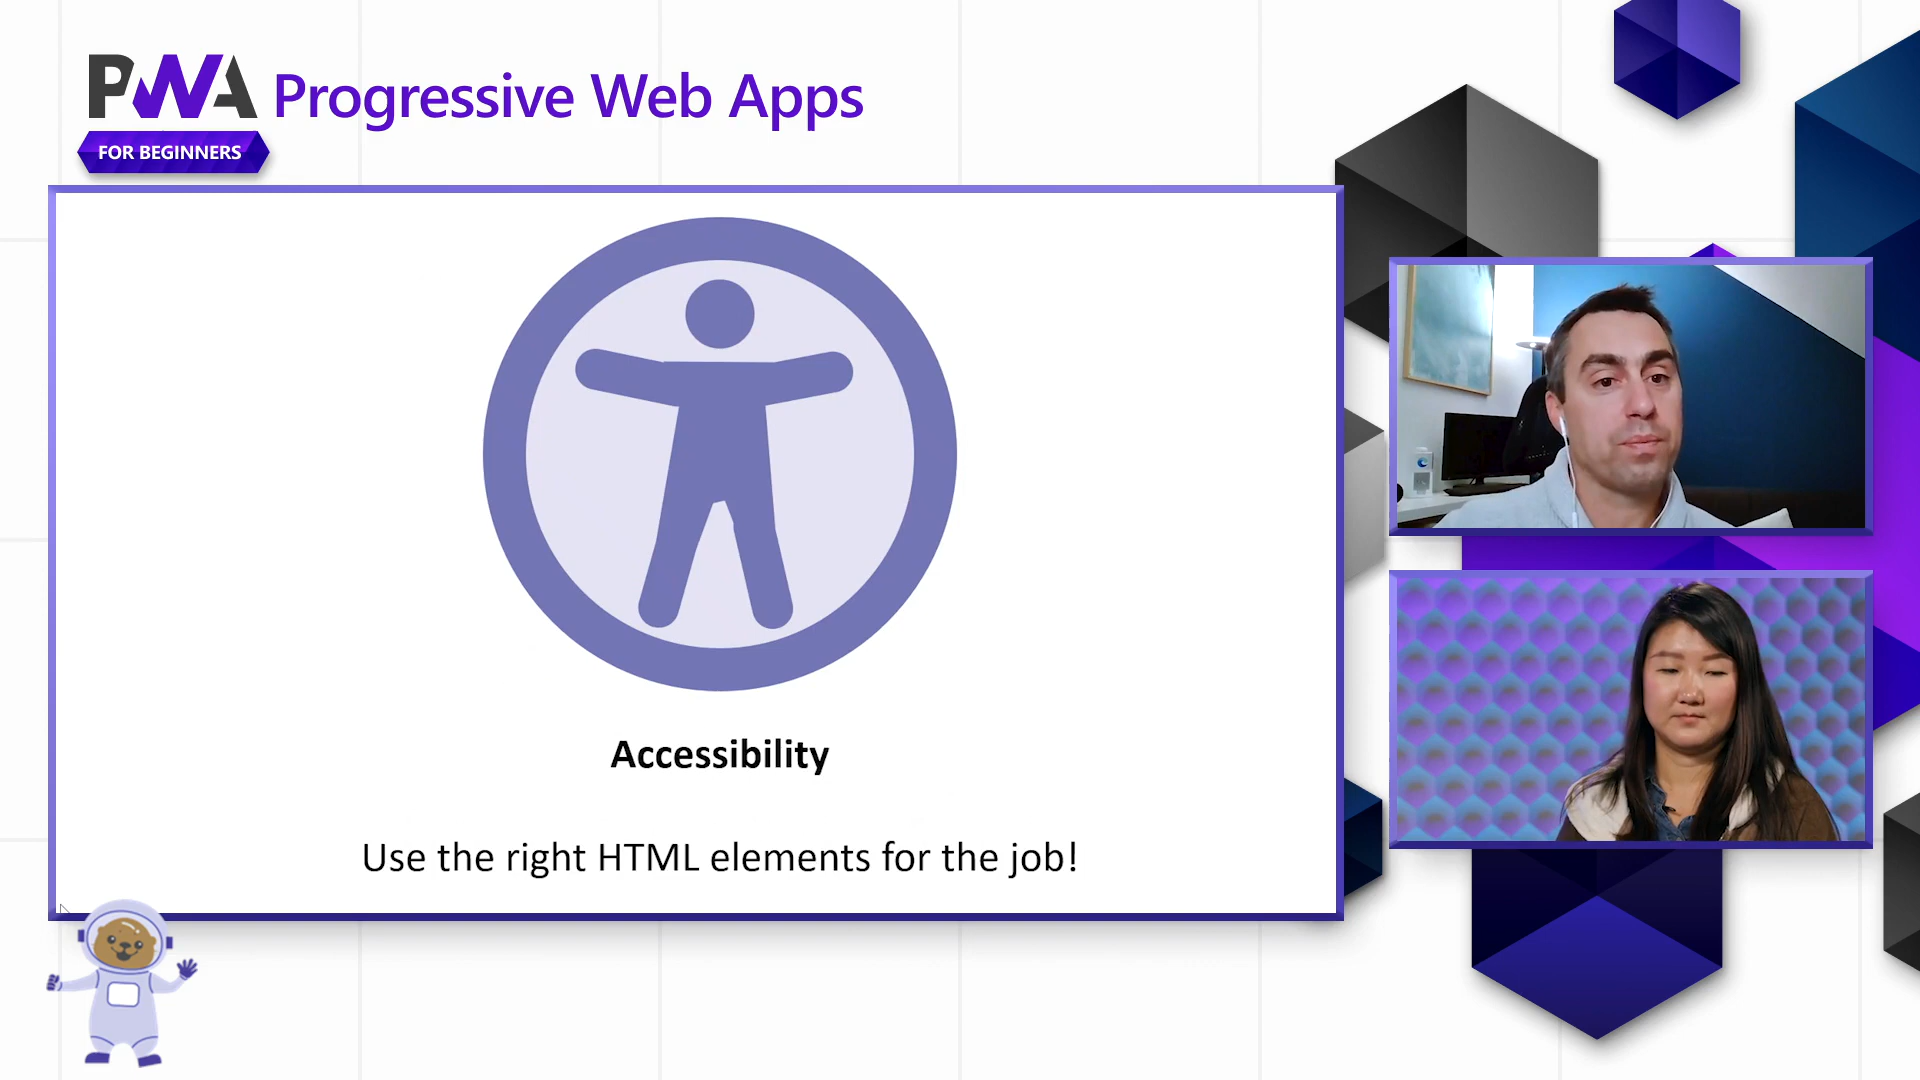 PWA Progressive Web Apps
FOR BEGINNERS
Accessibility
Use the right HTML elements for the job!